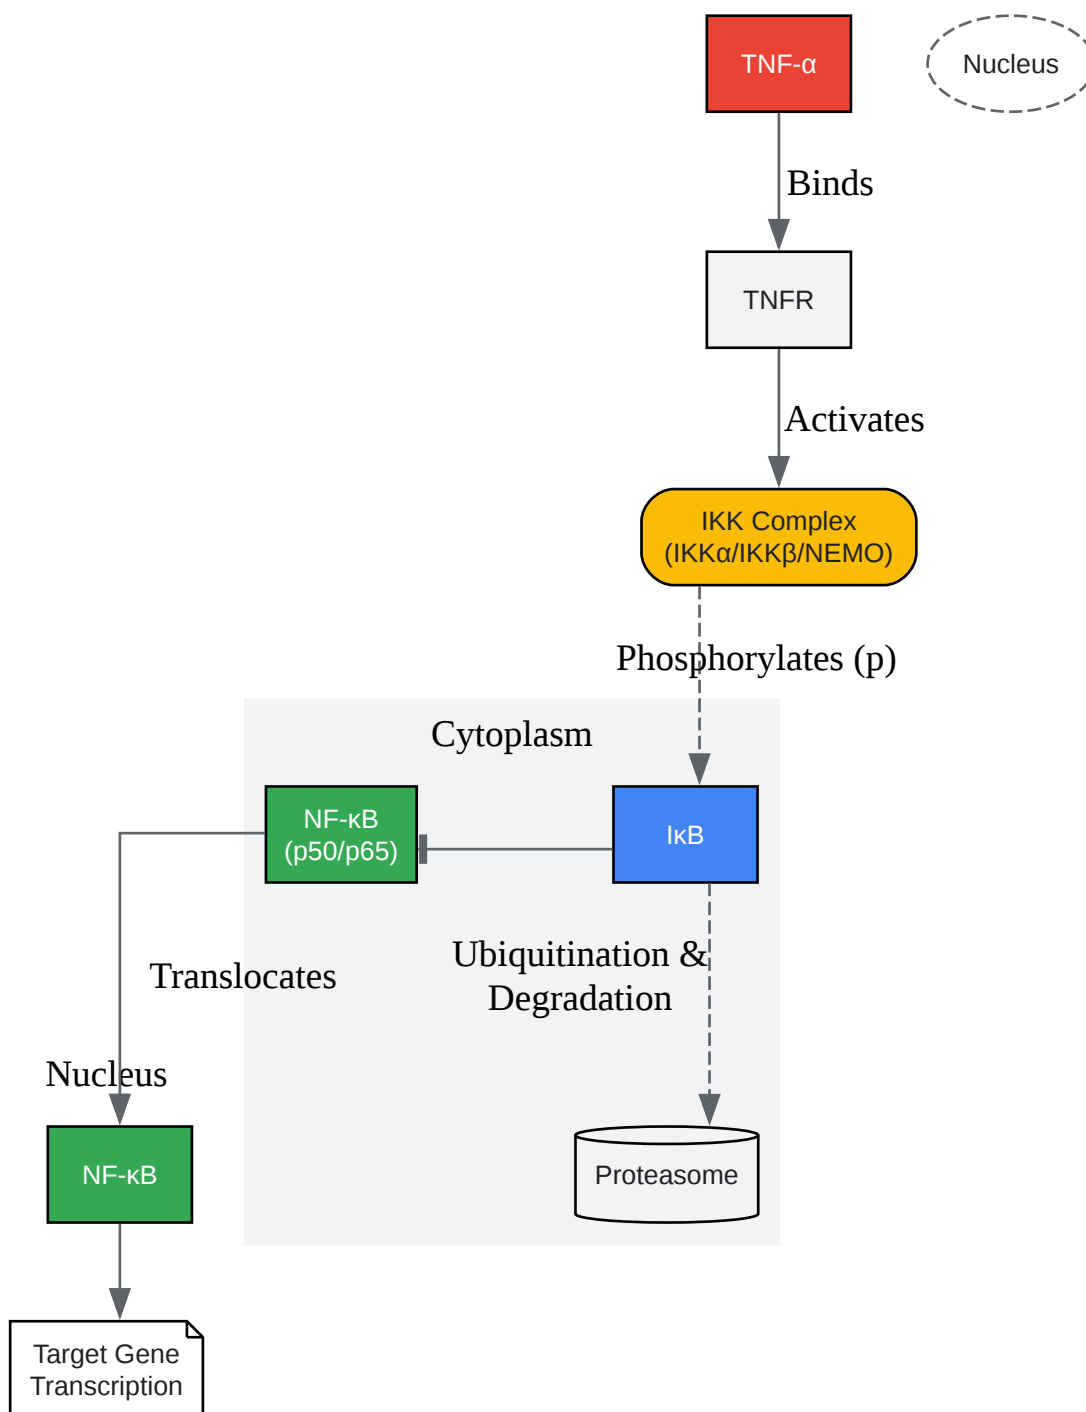 TNF-α
Nucleus
Binds
TNFR
Activates
IKK Complex
(IKKα/IKKβ/NEMO)
Phosphorylates (p)
Cytoplasm
NF-κB
(p50/p65)
IκB
Ubiquitination &
Degradation
Translocates
Nucleus
NF-κB
Proteasome
Target Gene
Transcription